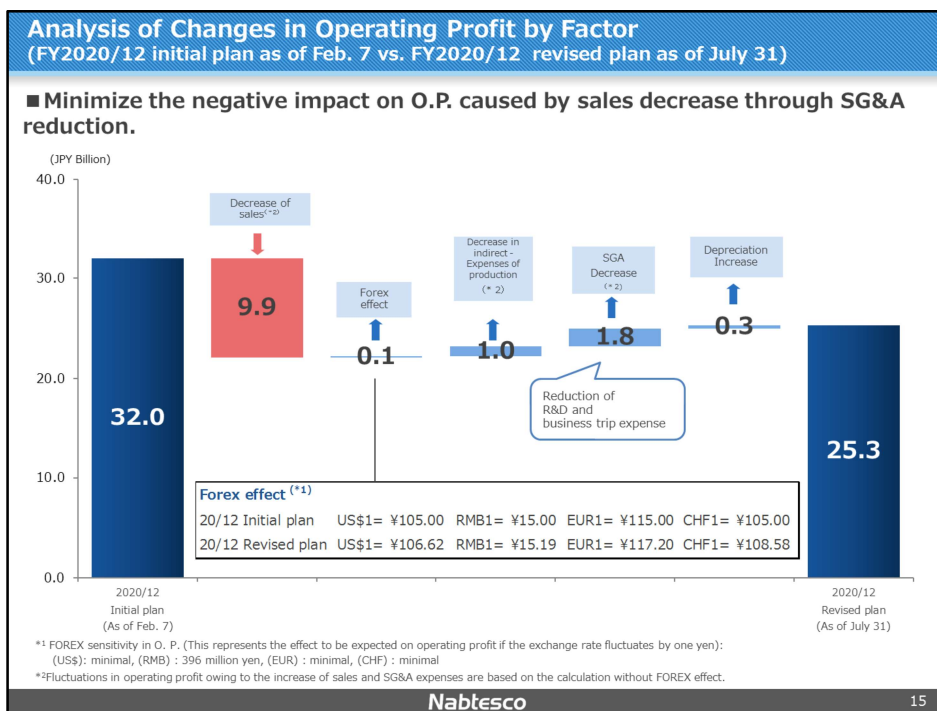 Analysis of Changes in Operating Profit by Factor
(FY2020/12 initial plan as of Feb. 7 vs. FY2020/12 revised plan as of July 31)
■Minimize the negative impact on O.P. caused by sales decrease through SG&A
reduction.
(JPY Billion)
40.0
30.0
20.0
10.0
0.0
32.0
Decrease of
sales(*2)
9.9
Forex
effect
0.1
Decrease in
indirect -
Expenses of
production
(* 2)
1.0
SGA
Decrease
(*2)
1.8
Reduction of
R&D and
business trip expense
Depreciation
Increase
0.3
25.3
Forex effect (*1)
20/12 Initial plan US$1= ¥105.00 RMB1= ¥15.00 EUR1= ¥115.00 CHF1= ¥105.00
20/12 Revised plan US$1= ¥106.62 RMB1= ¥15.19 EUR1= ¥117.20 CHF1= ¥108.58
2020/12
Initial plan
(As of Feb. 7)
2020/12
Revised plan
(As of July 31)
*1 FOREX sensitivity in O. P. (This represents the effect to be expected on operating profit if the exchange rate fluctuates by one yen):
(US$): minimal, (RMB) : 396 million yen, (EUR) : minimal, (CHF) : minimal
*2Fluctuations in operating profit owing to the increase of sales and SG&A expenses are based on the calculation without FOREX effect.
Nabtesco
15